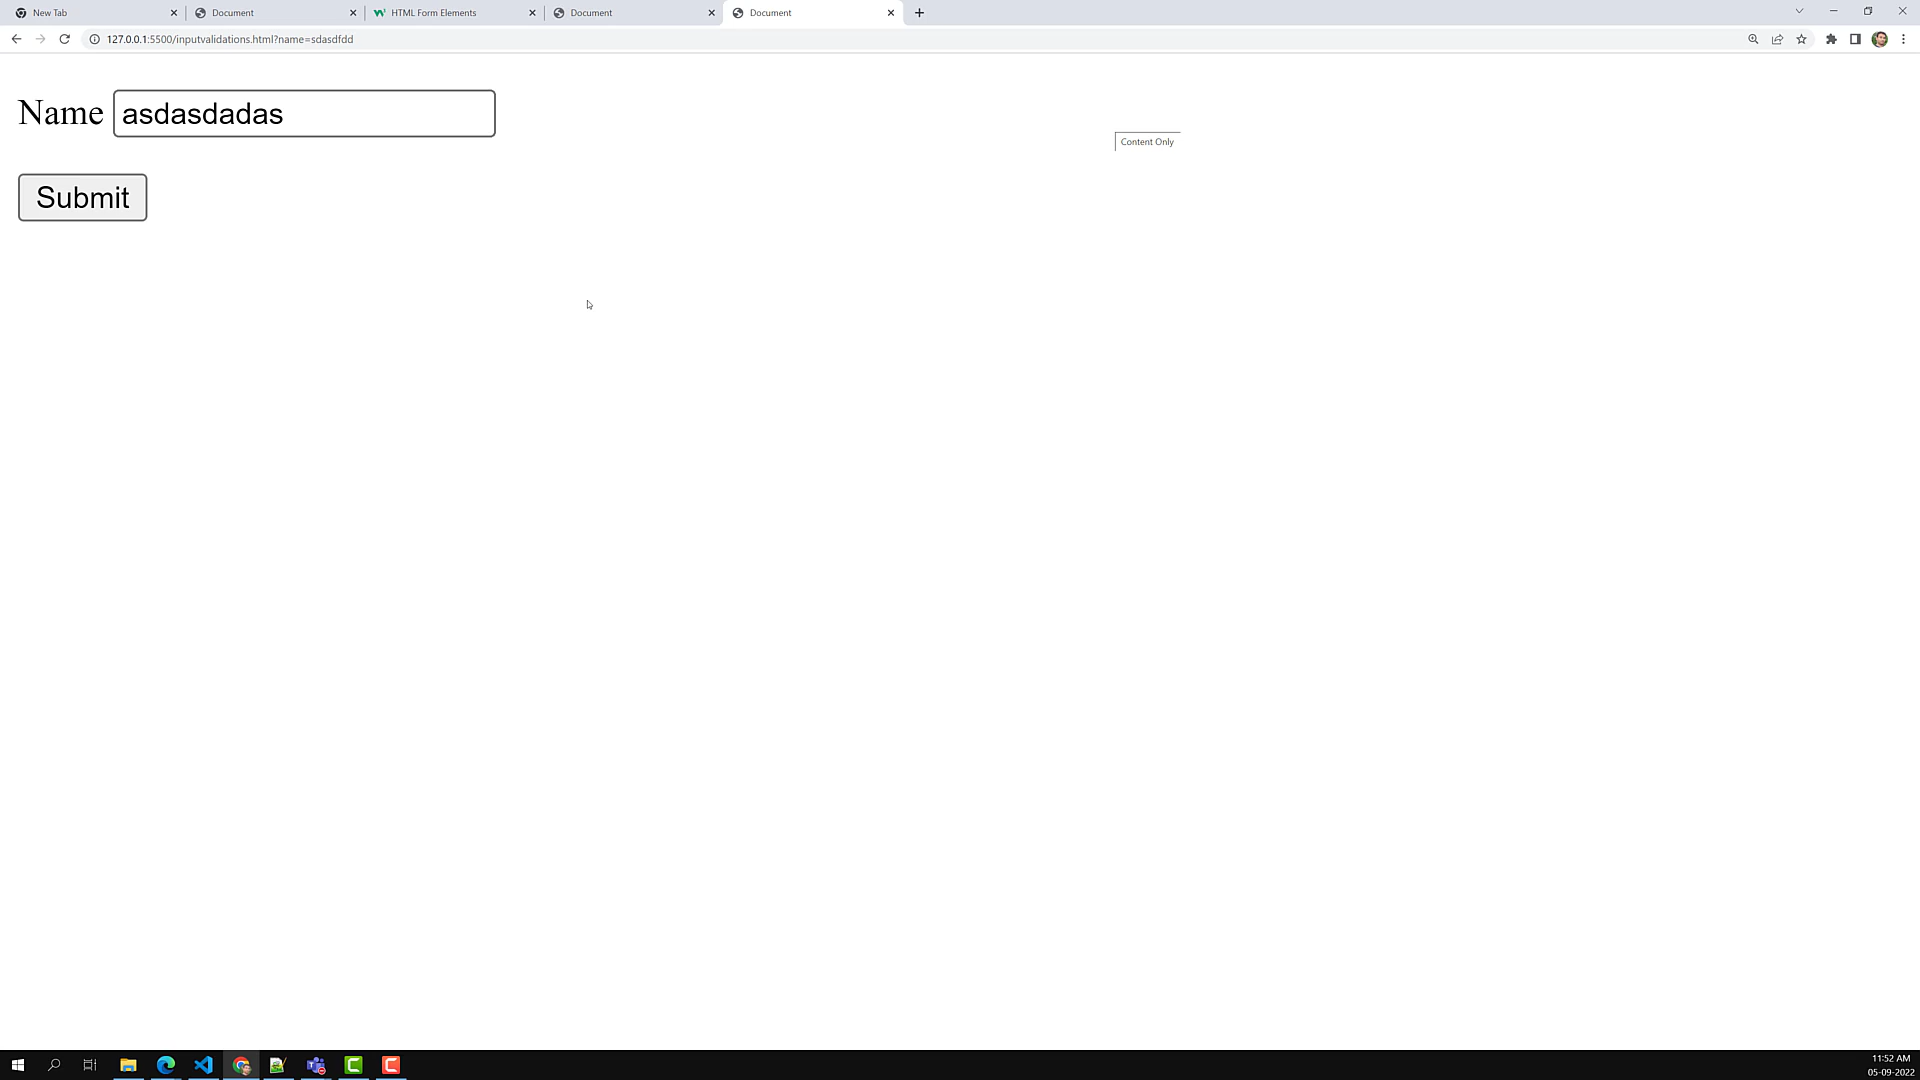 New Tab
Document
HTML Form Elements
Document
Document
127.0.0.1:5500/inputvalidations.html?name=sdasdfdd
Name asdasdadas
Content Only
Submit
11:52 AM
05-09-2022